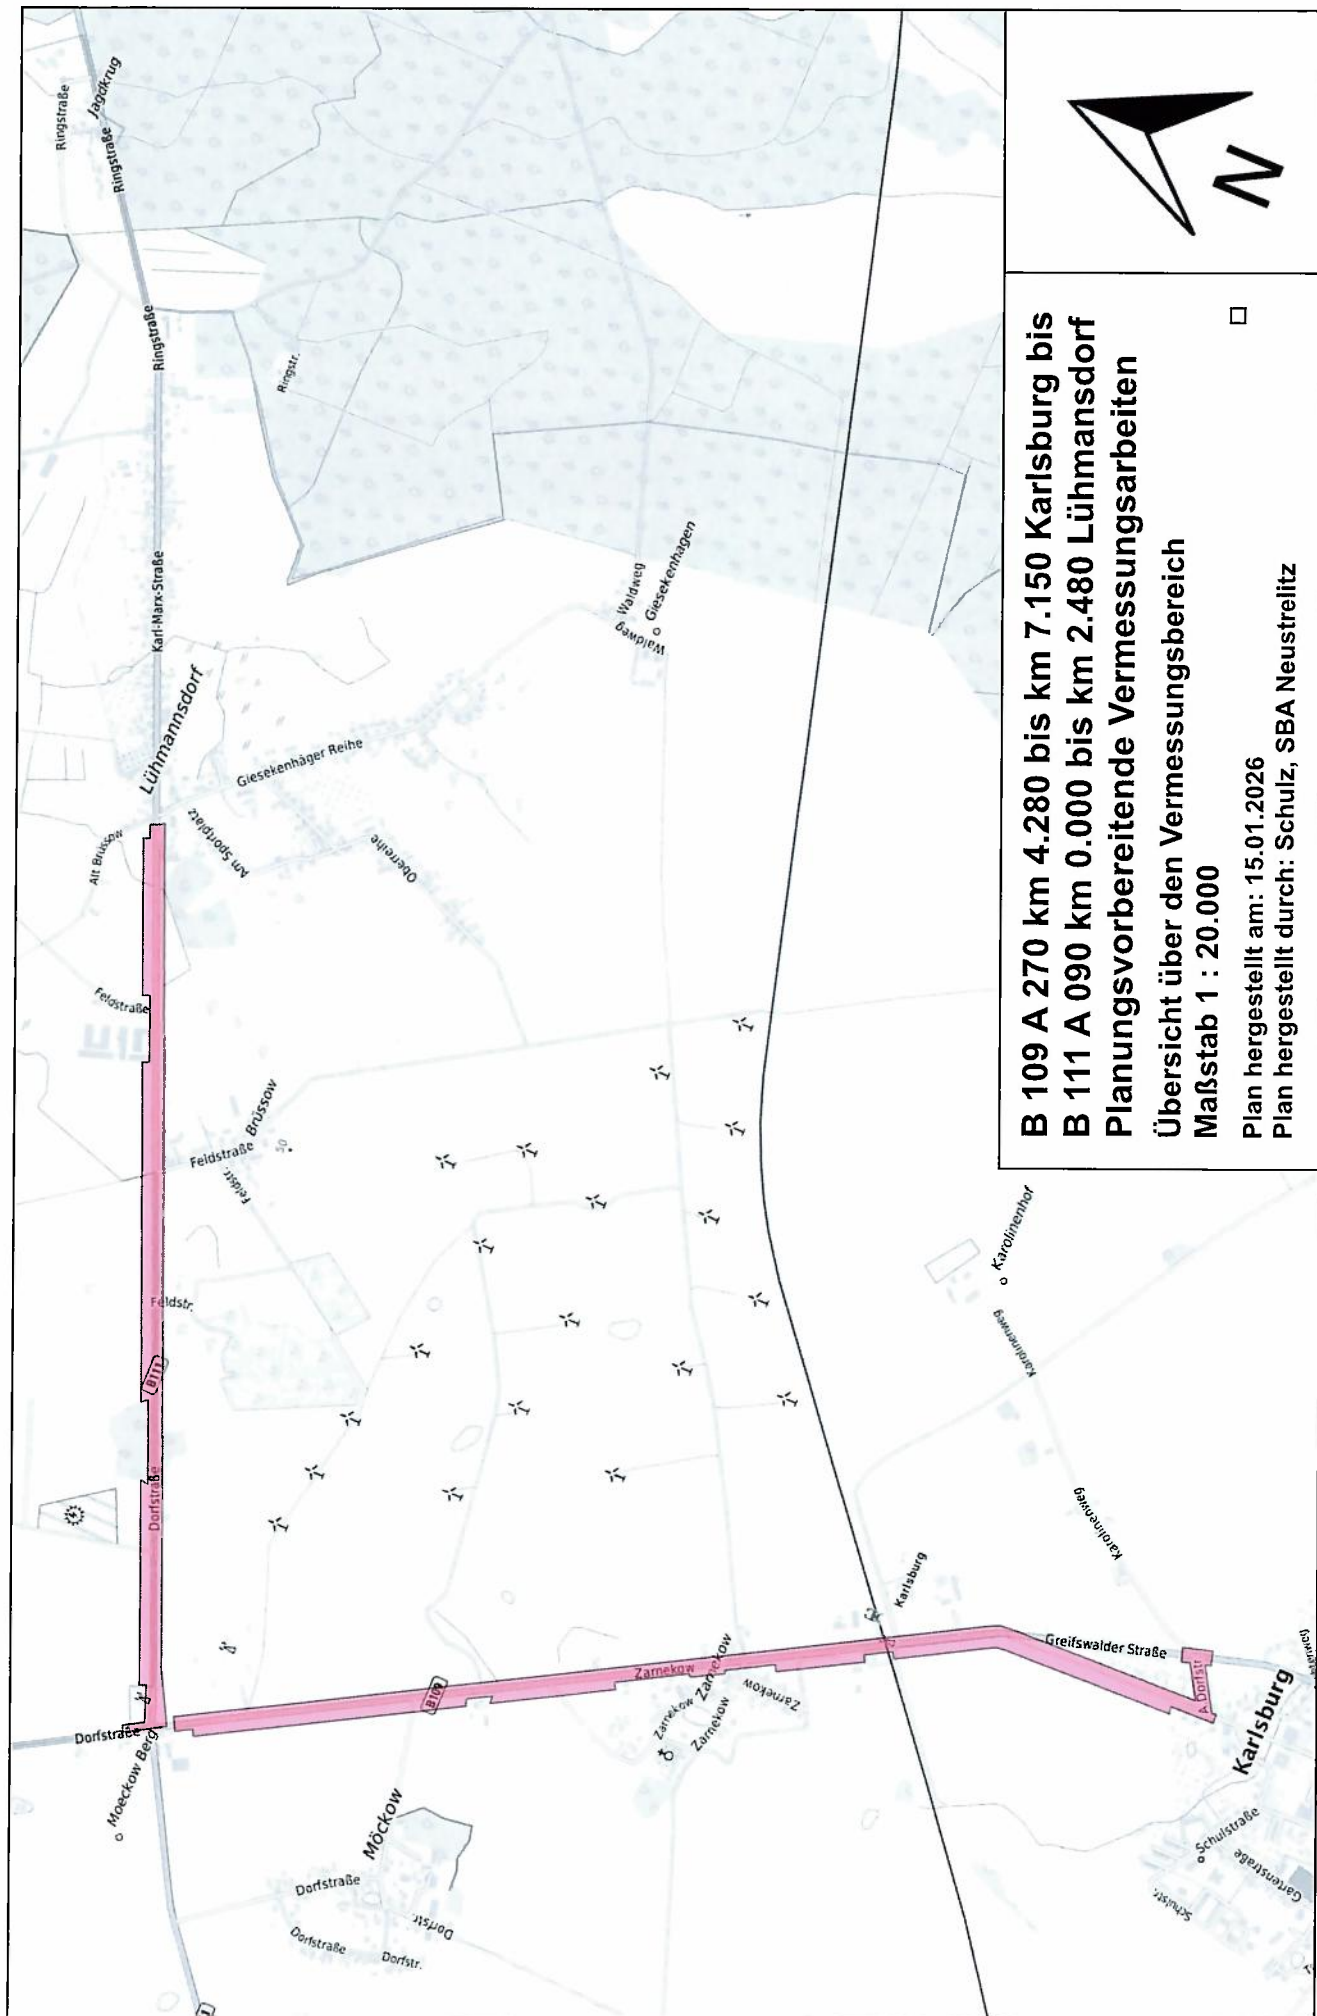 B 109 A 270 km 4.280 bis km 7.150 Karlsburg bis
B 111 A 090 km 0.000 bis km 2.480 Lühmansdorf
Planungsvorbereitende Vermessungsarbeiten
Übersicht über den Vermessungsbereich
Maßstab 1 : 20.000
Plan hergestellt am: 15.01.2026
Plan hergestellt durch: Schulz, SBA Neustrelitz
N
Ringstraße
Jagdkrug
Ringstraße
Ringstraße
Ringstr.
Karl-Marx-Straße
Lühmannsdorf
Giesekenhäger Reihe
Waldweg
Waldweg
Giesekenhagen
Alt Brüssow
Am Sportplatz
Oberreihe
Feldstraße
Feldstraße
Brüssow
Feldstr.
50
Feldstr.
B111
Dorfstraße
Dorfstraße
Moeckow Berg
B109
Zarnekow
Zarnekow
Zarnekow
Zarnekow
Zarnekow
Möckow
Dorfstraße
Dorfstr.
Dorfstraße
Dorfstr.
1
Karlsburg
Karolinenhof
Karolinenweg
Karolinenweg
Greifswalder Straße
A Dorfstr
Karlsburg
Schulstraße
Gartenstraße
Schulstr.